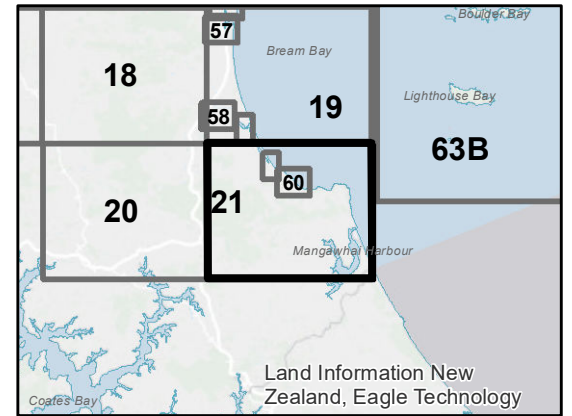 57
Boulder Bay
Bream Bay
18
Lighthouse Bay
19
58
63B
60
20
21
Mangawhai Harbour
Land Information New
Coates Bay
Zealand, Eagle Technology